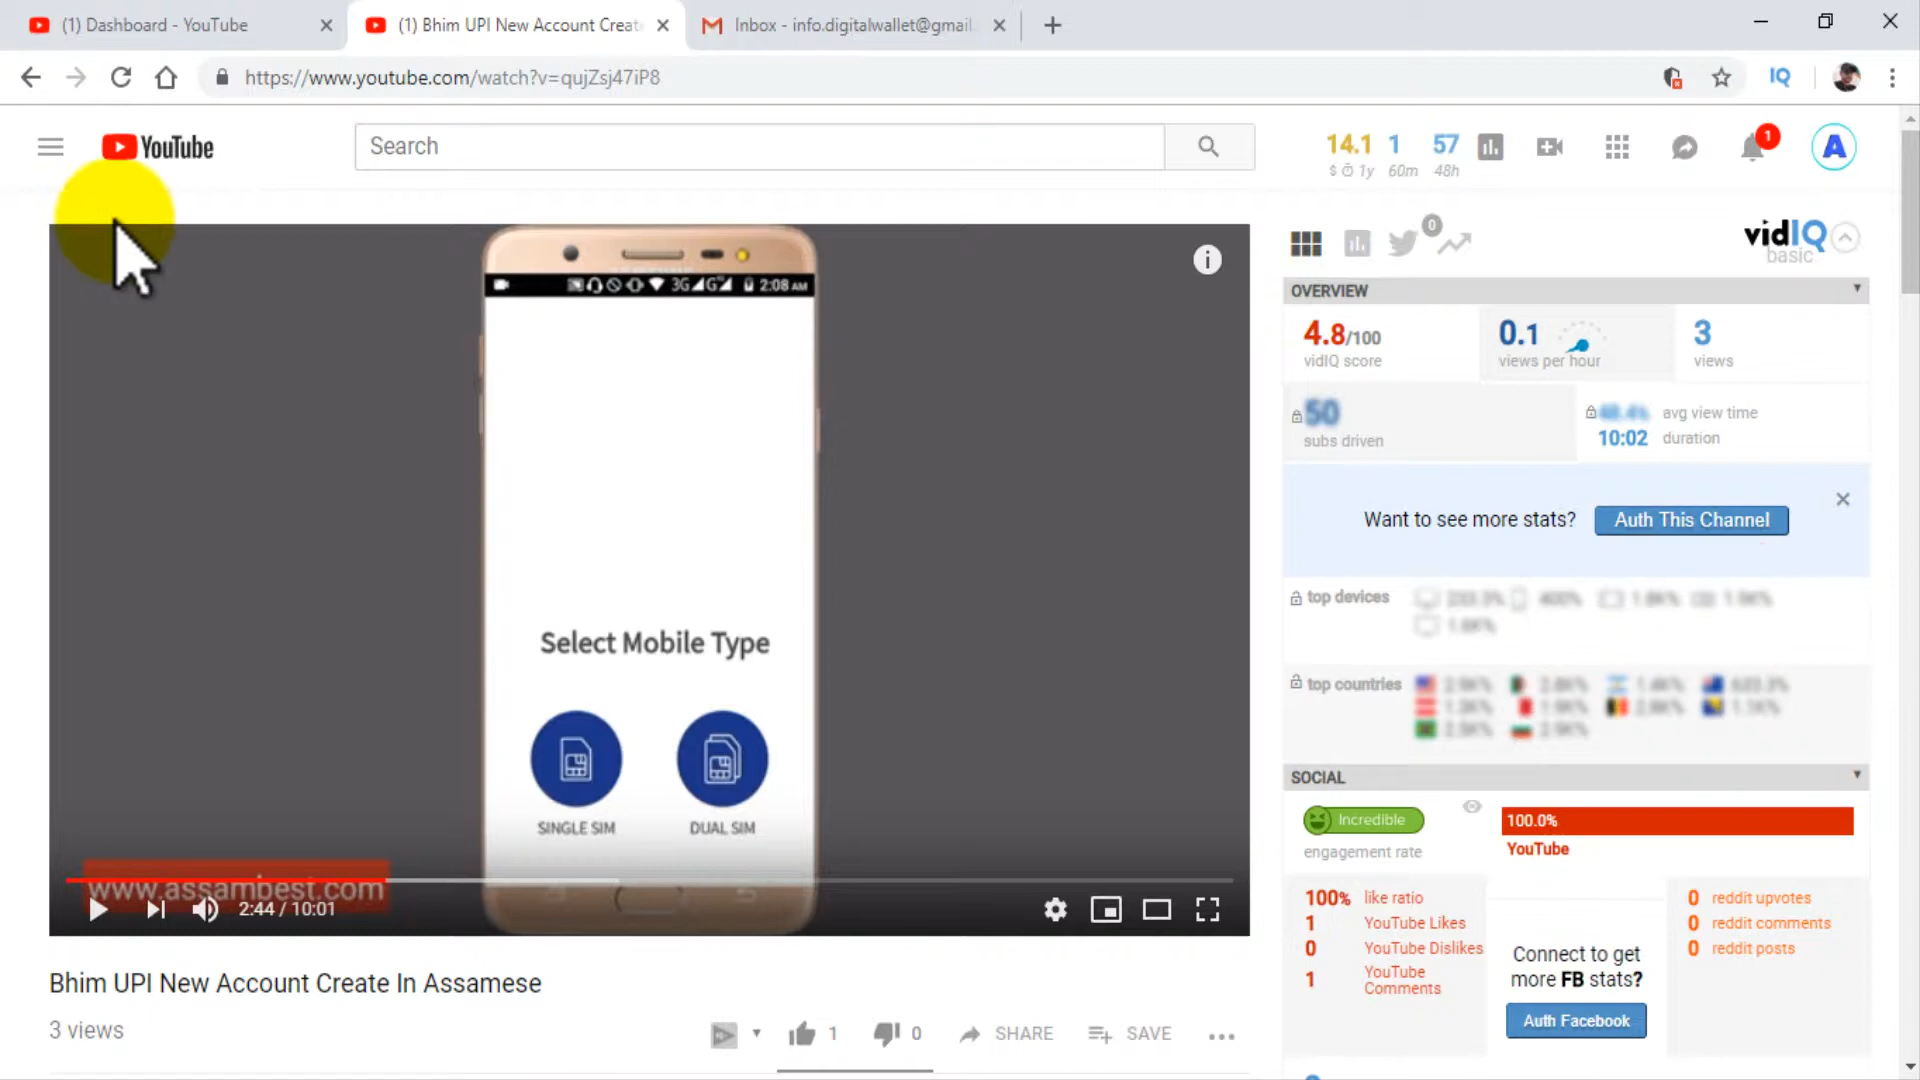 (1) Dashboard - YouTube
(1) Bhim UPI New Account Creat
Inbox - info.digitalwallet@gmail.
https://www.youtube.com/watch?v=qujZsj47iP8
IQ
YouTube
Search
14.1 1 57
$ 1y 60m 48h
1
A
0
vidIQ
basic
3G G 2:08 AM
OVERVIEW
4.8/100
vidIQ score
0.1
views per hour
3
views
50
subs driven
48.4% avg view time
10:02 duration
Want to see more stats? Auth This Channel
top devices
top countries
Select Mobile Type
SINGLE SIM DUAL SIM
www.assambest.com
2:44 / 10:01
SOCIAL
Incredible
engagement rate
100.0%
YouTube
100% like ratio
1 YouTube Likes
0 YouTube Dislikes
1 YouTube Comments
Connect to get
more FB stats?
Auth Facebook
0 reddit upvotes
0 reddit comments
0 reddit posts
Bhim UPI New Account Create In Assamese
3 views
1 0 SHARE SAVE